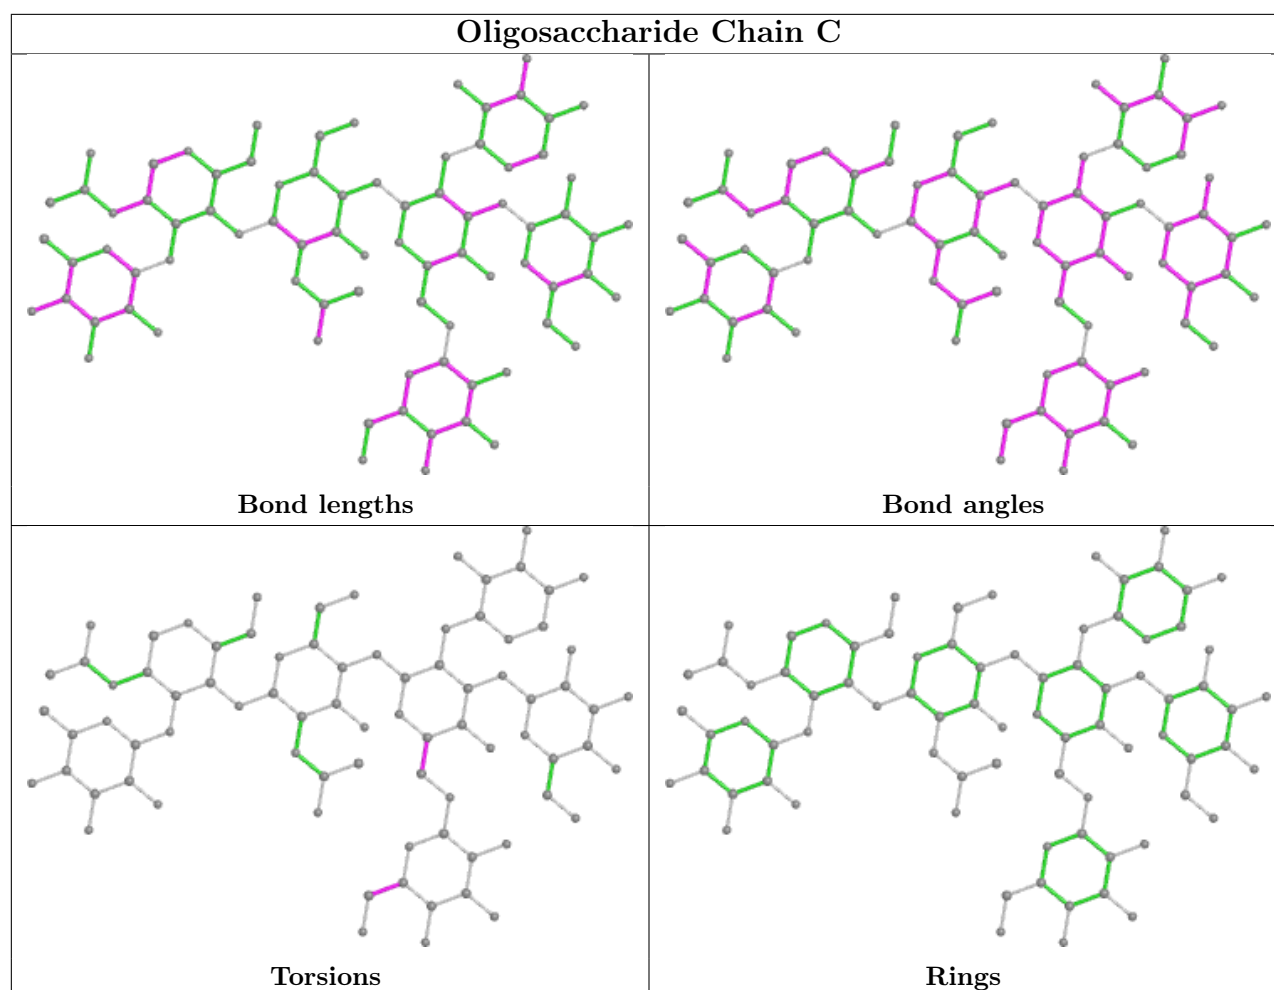 Oligosaccharide Chain C
Bond lengths
Bond angles
Torsions
Rings